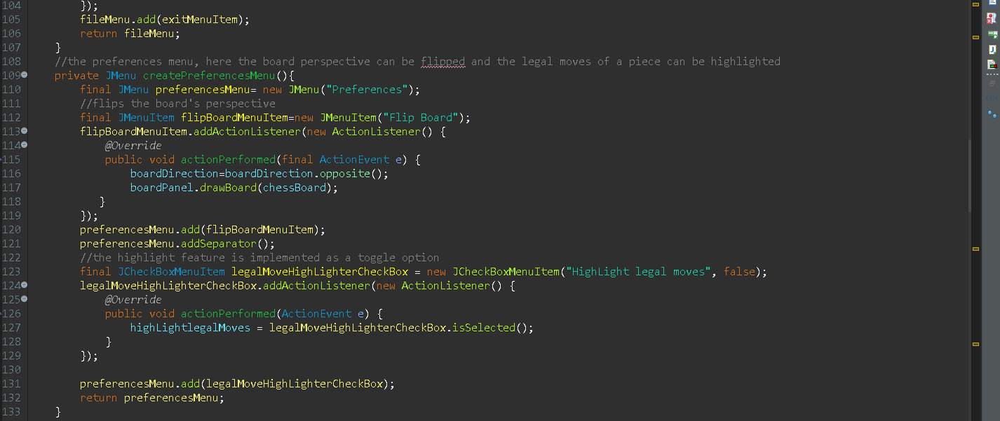 104 });
105 fileMenu.add(exitMenuItem);
106 return fileMenu;
107 }
108 //the preferences menu, here the board perspective can be flipped and the legal moves of a piece can be highlighted
109 private JMenu createPreferencesMenu(){
110 final JMenu preferencesMenu= new JMenu("Preferences");
111 //flips the board's perspective
112 final JMenuItem flipBoardMenuItem=new JMenuItem("Flip Board");
113 flipBoardMenuItem.addActionListener(new ActionListener() {
114 @Override
115 public void actionPerformed(final ActionEvent e) {
116 boardDirection=boardDirection.opposite();
117 boardPanel.drawBoard(chessBoard);
118 }
119 });
120 preferencesMenu.add(flipBoardMenuItem);
121 preferencesMenu.addSeparator();
122 //the highlight feature is implemented as a toggle option
123 final JCheckBoxMenuItem legalMoveHighLighterCheckBox = new JCheckBoxMenuItem("HighLight legal moves", false);
124 legalMoveHighLighterCheckBox.addActionListener(new ActionListener() {
125 @Override
126 public void actionPerformed(ActionEvent e) {
127 highLightlegalMoves = legalMoveHighLighterCheckBox.isSelected();
128 }
129 });
130
131 preferencesMenu.add(legalMoveHighLighterCheckBox);
132 return preferencesMenu;
133 }